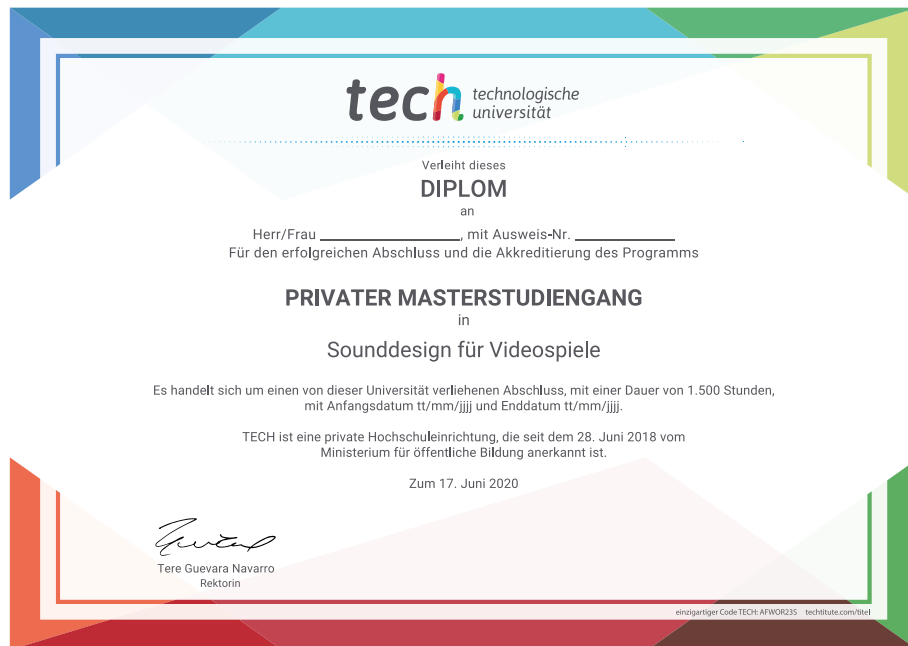 tech technologische
universität
Verleiht dieses
DIPLOM
an
Herr/Frau ____________________, mit Ausweis-Nr. ______________
Für den erfolgreichen Abschluss und die Akkreditierung des Programms
PRIVATER MASTERSTUDIENGANG
in
Sounddesign für Videospiele
Es handelt sich um einen von dieser Universität verliehenen Abschluss, mit einer Dauer von 1.500 Stunden,
mit Anfangsdatum tt/mm/jjjj und Enddatum tt/mm/jjjj.
TECH ist eine private Hochschuleinrichtung, die seit dem 28. Juni 2018 vom
Ministerium für öffentliche Bildung anerkannt ist.
Zum 17. Juni 2020
Tere Guevara Navarro
Rektorin
einzigartiger Code TECH: AFWOR23S techtitute.com/titel